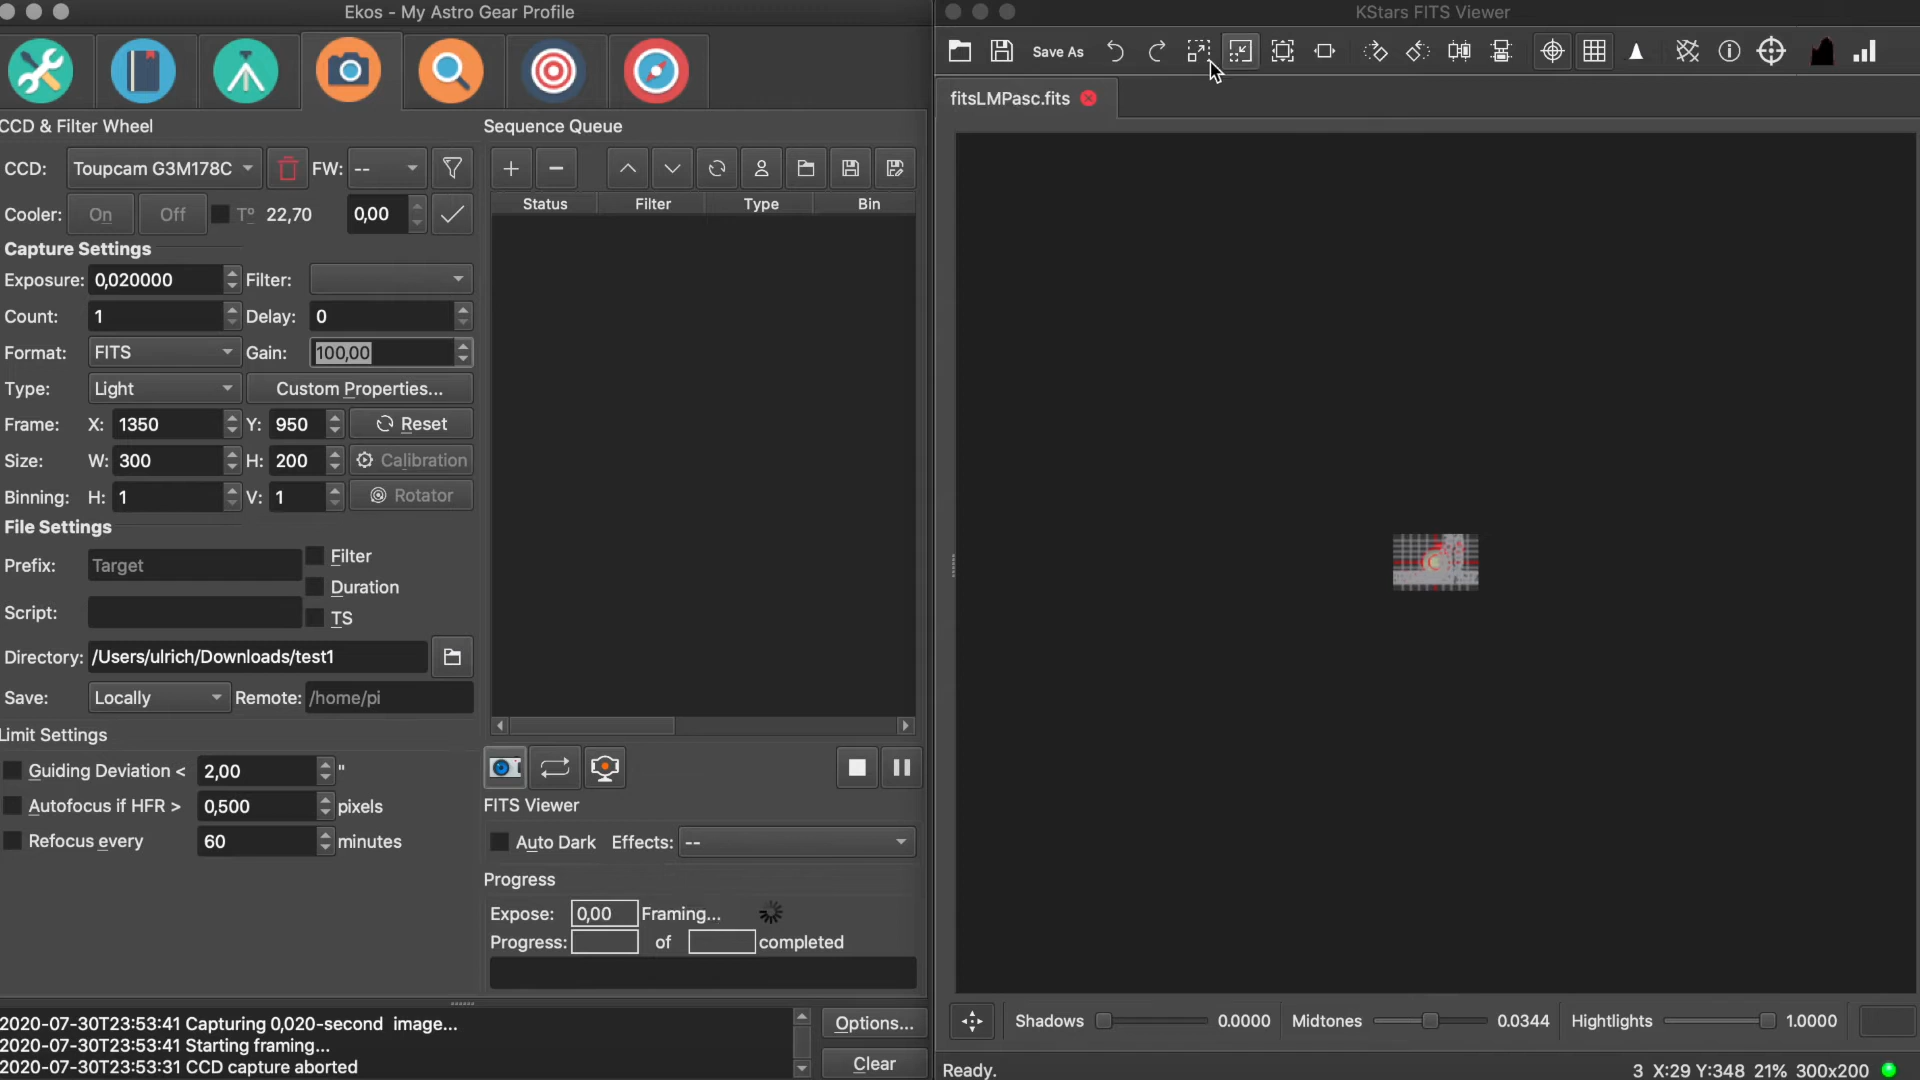 Ekos - My Astro Gear Profile
CCD & Filter Wheel
CCD: Toupcam G3M178C FW: --
Cooler: On Off T° 22,70 0,00
Capture Settings
Exposure: 0,020000 Filter:
Count: 1 Delay: 0
Format: FITS Gain: 100,00
Type: Light Custom Properties...
Frame: X: 1350 Y: 950 Reset
Size: W: 300 H: 200 Calibration
Binning: H: 1 V: 1 Rotator
File Settings
Prefix: Target Filter
Duration
Script: TS
Directory: /Users/ulrich/Downloads/test1
Save: Locally Remote: /home/pi
Limit Settings
Guiding Deviation < 2,00 "
Autofocus if HFR > 0,500 pixels
Refocus every 60 minutes
Sequence Queue
Status Filter Type Bin
FITS Viewer
Auto Dark Effects: --
Progress
Expose: 0,00 Framing...
Progress: of completed
2020-07-30T23:53:41 Capturing 0,020-second image...
2020-07-30T23:53:41 Starting framing...
2020-07-30T23:53:31 CCD capture aborted
Options...
Clear
KStars FITS Viewer
Save As
fitsLMPasc.fits
Shadows 0.0000 Midtones 0.0344 Hightlights 1.0000
Ready. 3 X:29 Y:348 21% 300x200